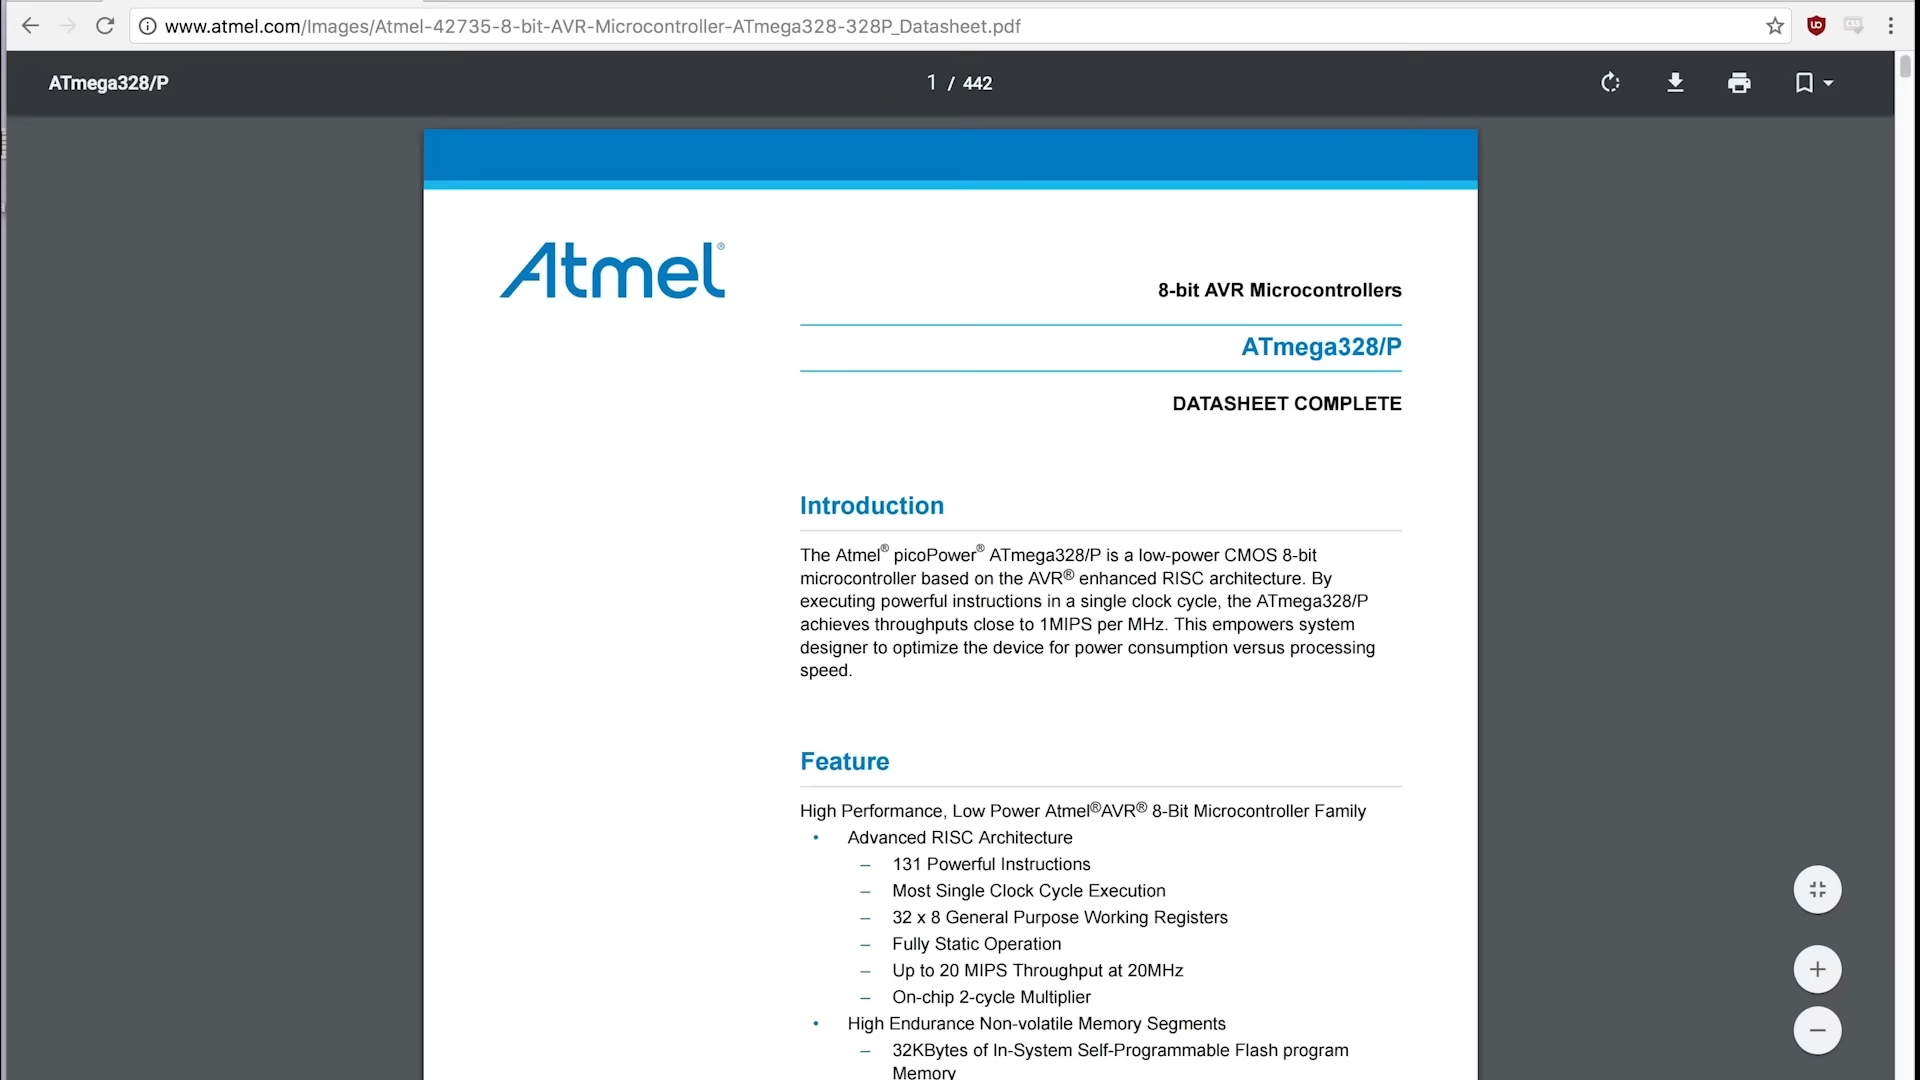 www.atmel.com/Images/Atmel-42735-8-bit-AVR-Microcontroller-ATmega328-328P_Datasheet.pdf
ATmega328/P
1 / 442
Atmel®
8-bit AVR Microcontrollers
ATmega328/P
DATASHEET COMPLETE
Introduction
The Atmel® picoPower® ATmega328/P is a low-power CMOS 8-bit
microcontroller based on the AVR® enhanced RISC architecture. By
executing powerful instructions in a single clock cycle, the ATmega328/P
achieves throughputs close to 1MIPS per MHz. This empowers system
designer to optimize the device for power consumption versus processing
speed.
Feature
High Performance, Low Power Atmel®AVR® 8-Bit Microcontroller Family
• Advanced RISC Architecture
– 131 Powerful Instructions
– Most Single Clock Cycle Execution
– 32 x 8 General Purpose Working Registers
– Fully Static Operation
– Up to 20 MIPS Throughput at 20MHz
– On-chip 2-cycle Multiplier
• High Endurance Non-volatile Memory Segments
– 32KBytes of In-System Self-Programmable Flash program
Memory